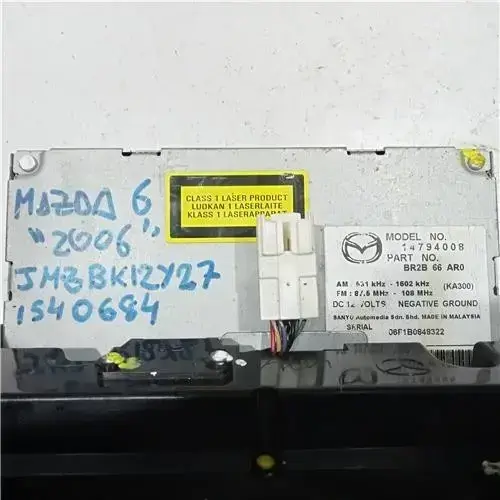 MAZDA 6
"2006"
JMZBK12Y27
1540684
CLASS 1 LASER PRODUCT
LUOKAN 1 LASERLAITE
KLASS 1 LASERAPPARAT
MODEL NO.
14794008
PART NO.
BR2B 66 AR0
AM : 531 kHz - 1602 kHz (KA300)
FM : 87.5 MHz - 108 MHz
DC 12 VOLTS NEGATIVE GROUND
SANYO Automedia Sdn. Bhd. MADE IN MALAYSIA
SERIAL 06F1B0848322